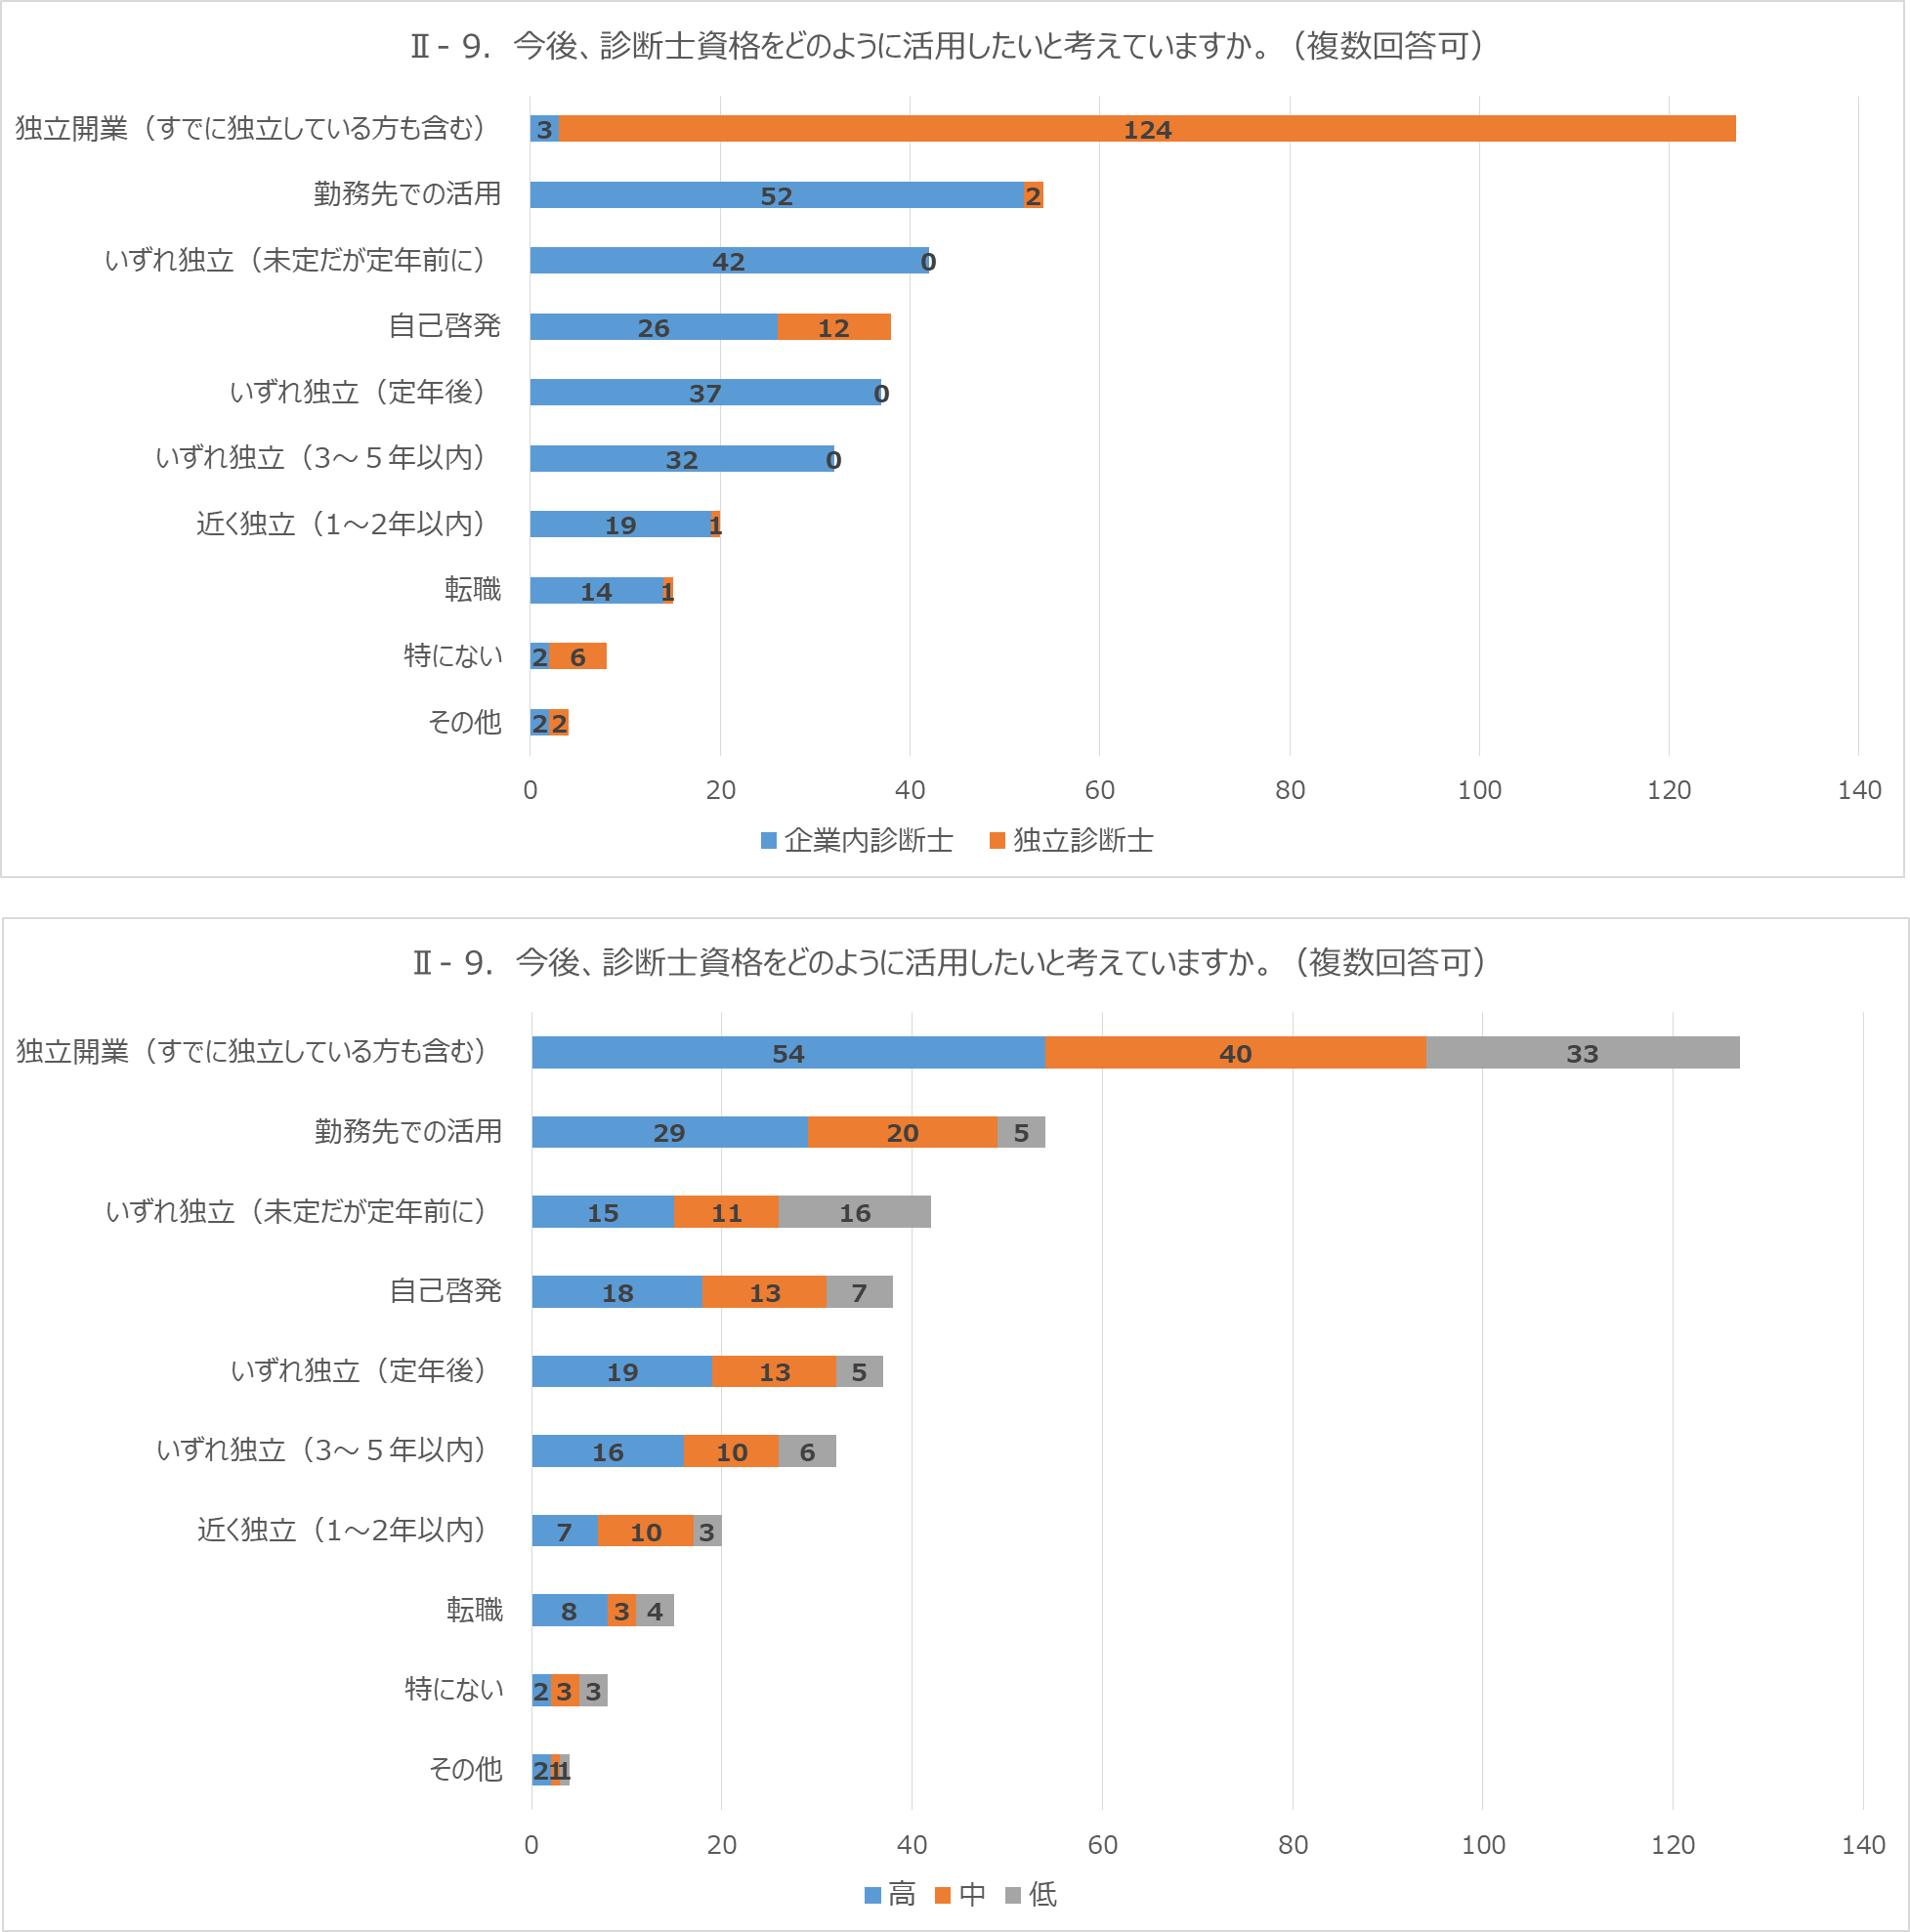 Ⅱ- 9. 今後、診断士資格をどのように活用したいと考えていますか。（複数回答可）
独立開業（すでに独立している方も含む） 3 124
勤務先での活用 52 2
いずれ独立（未定だが定年前に） 42 0
自己啓発 26 12
いずれ独立（定年後） 37 0
いずれ独立（3～５年以内） 32 0
近く独立（1～2年以内） 19 1
転職 14 1
特にない 2 6
その他 2 2
0 20 40 60 80 100 120 140
企業内診断士 独立診断士
Ⅱ- 9. 今後、診断士資格をどのように活用したいと考えていますか。（複数回答可）
独立開業（すでに独立している方も含む） 54 40 33
勤務先での活用 29 20 5
いずれ独立（未定だが定年前に） 15 11 16
自己啓発 18 13 7
いずれ独立（定年後） 19 13 5
いずれ独立（3～５年以内） 16 10 6
近く独立（1～2年以内） 7 10 3
転職 8 3 4
特にない 2 3 3
その他 2 1 1
0 20 40 60 80 100 120 140
高 中 低